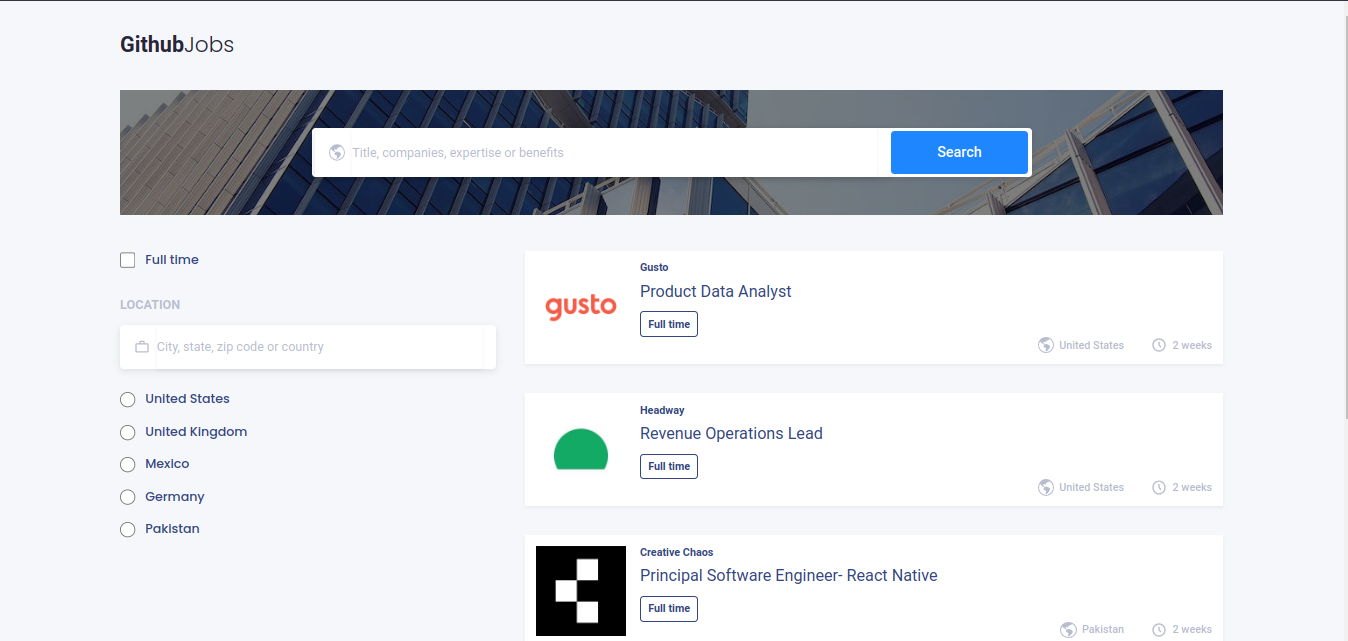 GithubJobs
Title, companies, expertise or benefits
Search
Full time
LOCATION
City, state, zip code or country
United States
United Kingdom
Mexico
Germany
Pakistan
gusto
Gusto
Product Data Analyst
Full time
United States
2 weeks
Headway
Revenue Operations Lead
Full time
United States
2 weeks
Creative Chaos
Principal Software Engineer- React Native
Full time
Pakistan
2 weeks